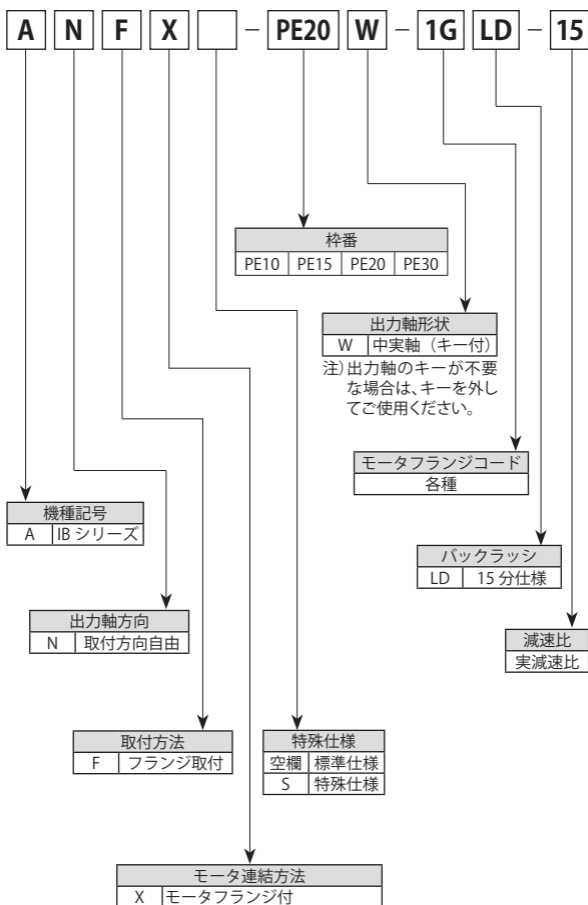 A N F X - PE20 W - 1G LD - 15
枠番
PE10 PE15 PE20 PE30
出力軸形状
W 中実軸（キー付）
注）出力軸のキーが不要
な場合は、キーを外し
てご使用ください。
モータフランジコード
各種
機種記号
A IBシリーズ
バックラッシ
LD 15分仕様
出力軸方向
N 取付方向自由
減速比
実減速比
取付方法
F フランジ取付
特殊仕様
空欄 標準仕様
S 特殊仕様
モータ連結方法
X モータフランジ付